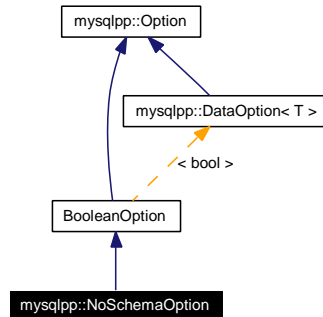 mysqlpp::Option
mysqlpp::DataOption< T >
< bool >
BooleanOption
mysqlpp::NoSchemaOption